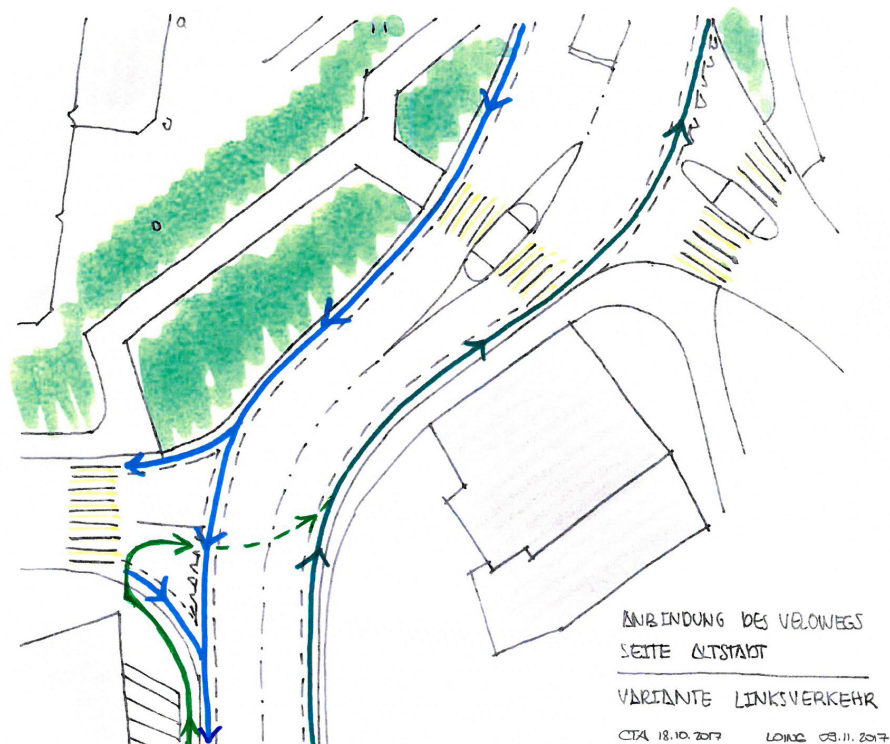 ANBINDUNG DES VELOWEGS
SEITE ALTSTADT
VARIANTE LINKSVERKEHR
CTA 18.10.2017 09.11.2017